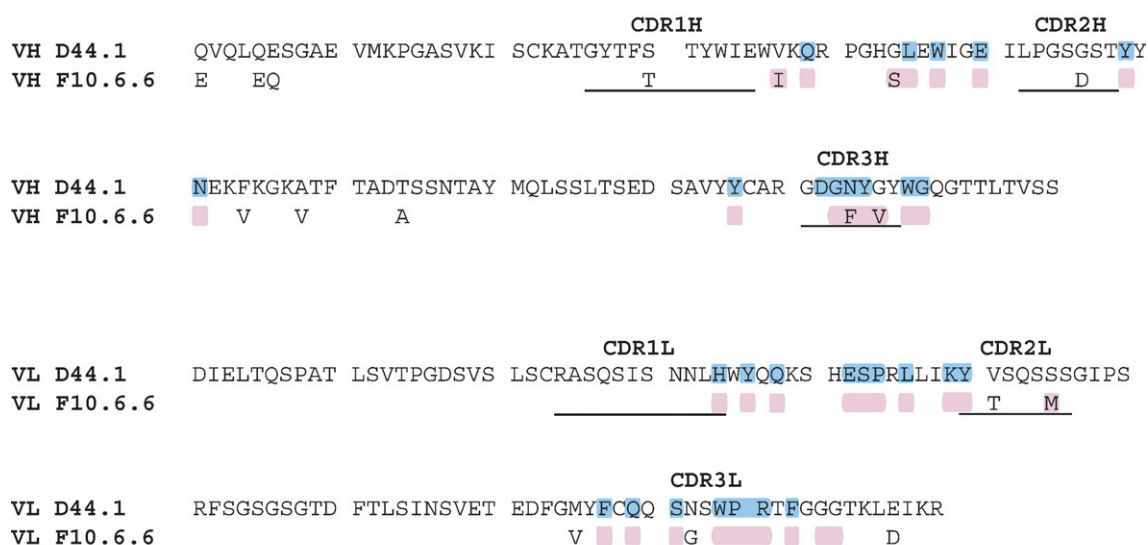 CDR1H CDR2H
VH D44.1 QVQLQESGAE VMKPGASVKI SCKATGYTFS TYWIEWVKQR PGHGLEWIGE ILPGSGSTYY
VH F10.6.6 E EQ T I S D
CDR3H
VH D44.1 NEKFKGKATF TADTSSNTAY MQLSSLTSED SAVYYCAR GDGNYGYWGQGTTLTVSS
VH F10.6.6 V V A F V
CDR1L CDR2L
VL D44.1 DIELTQSPAT LSVTPGDSVS LSCRASQSIS NNLHWYQQKS HESPRLLIKY VSQSSSGIPS
VL F10.6.6 T M
CDR3L
VL D44.1 RFSGSGSGTD FTLSINSVET EDFGMYFCQQ SNSWPRTFGGGTKLEIKR
VL F10.6.6 V G D